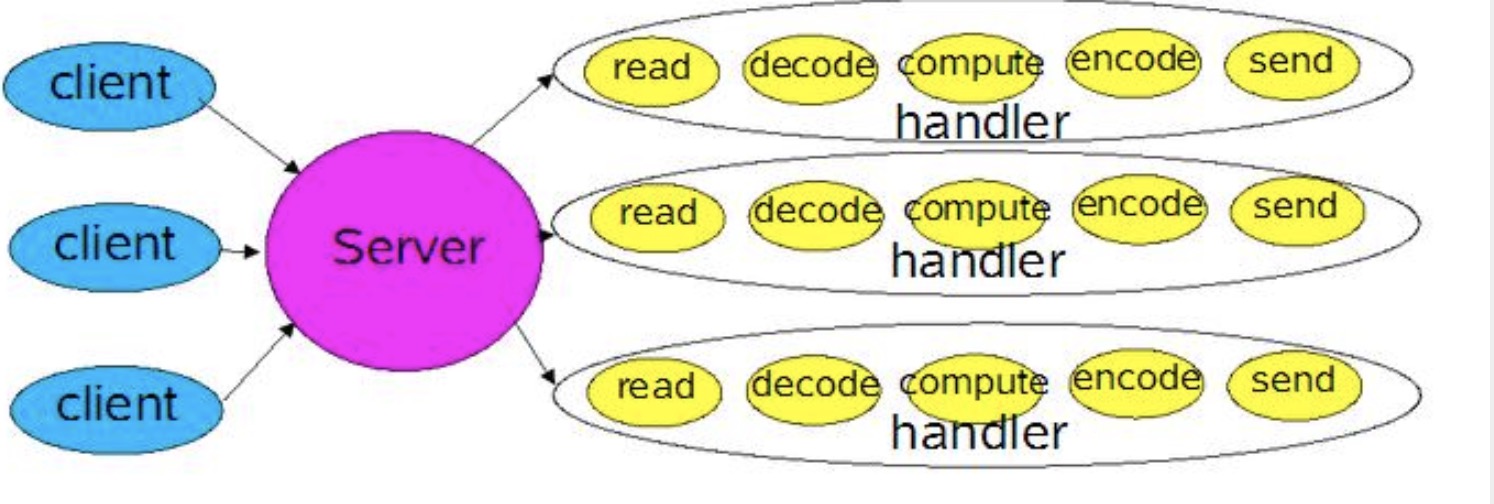 client
client
client
Server
read decode compute encode send
handler
read decode compute encode send
handler
read decode compute encode send
handler